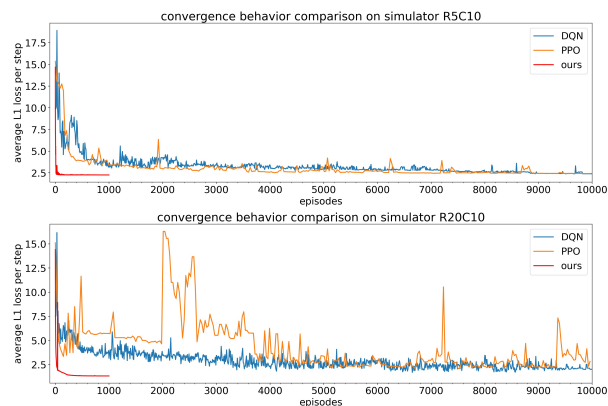 convergence behavior comparison on simulator R5C10
average L1 loss per step
17.5
15.0
12.5
10.0
7.5
5.0
2.5
DQN
PPO
ours
0 1000 2000 3000 4000 5000 6000 7000 8000 9000 10000
episodes
convergence behavior comparison on simulator R20C10
average L1 loss per step
15.0
12.5
10.0
7.5
5.0
2.5
DQN
PPO
ours
0 1000 2000 3000 4000 5000 6000 7000 8000 9000 10000
episodes